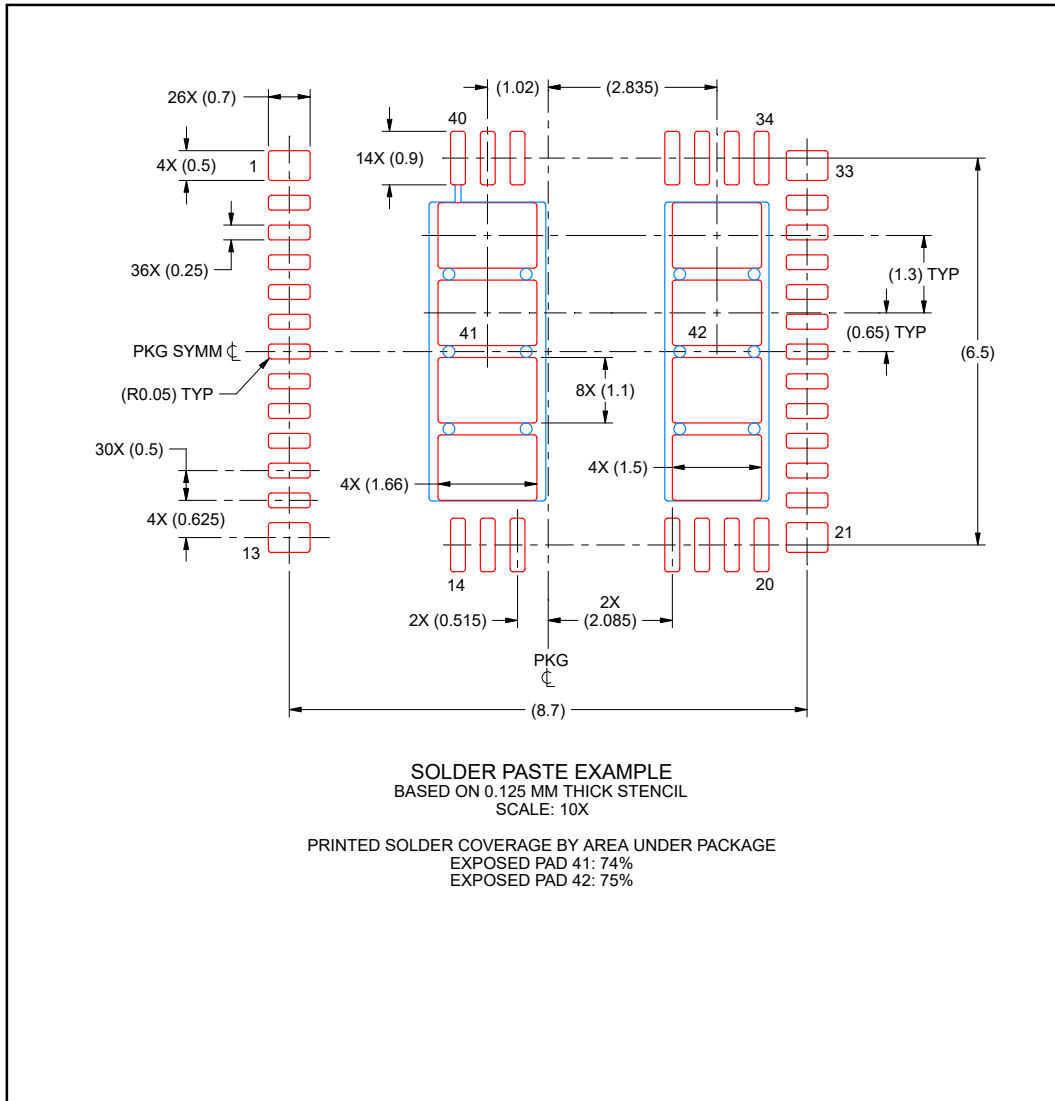 (1.02)
(2.835)
26X (0.7)
40
34
14X (0.9)
4X (0.5)
1
33
36X (0.25)
(1.3) TYP
(0.65) TYP
41
42
PKG SYMM ℄
(6.5)
(R0.05) TYP
8X (1.1)
30X (0.5)
4X (1.66)
4X (1.5)
4X (0.625)
13
21
14
20
2X (0.515)
2X
(2.085)
PKG
℄
(8.7)
SOLDER PASTE EXAMPLE
BASED ON 0.125 MM THICK STENCIL
SCALE: 10X
PRINTED SOLDER COVERAGE BY AREA UNDER PACKAGE
EXPOSED PAD 41: 74%
EXPOSED PAD 42: 75%